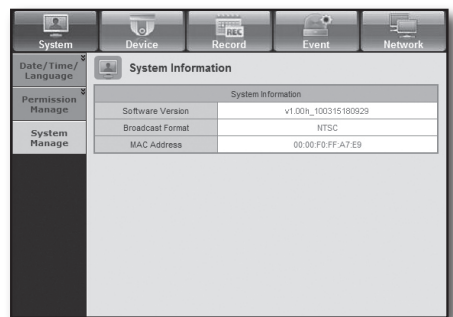 System
Device
REC
Record
Event
Network
Date/Time/
Language
Permission
Manage
System
Manage
System Information
System Information
Software Version
v1.00h_100315180929
Broadcast Format
NTSC
MAC Address
00:00:F0:FF:A7:E9